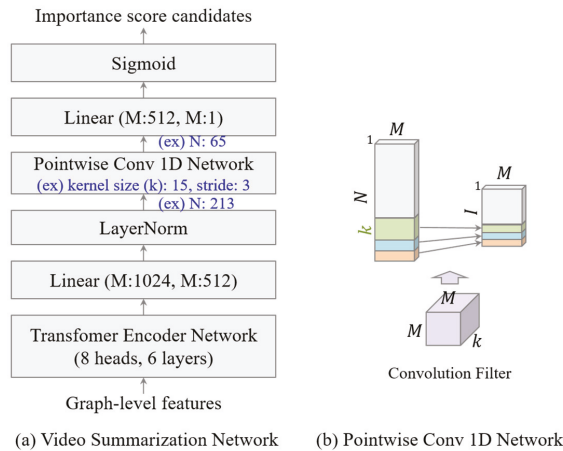 Importance score candidates
Sigmoid
Linear (M:512, M:1)
(ex) N: 65
Pointwise Conv 1D Network
(ex) kernel size (k): 15, stride: 3
(ex) N: 213
LayerNorm
Linear (M:1024, M:512)
Transfomer Encoder Network
(8 heads, 6 layers)
Graph-level features
(a) Video Summarization Network
M
1
N
k
M
1
I
M
M
k
Convolution Filter
(b) Pointwise Conv 1D Network